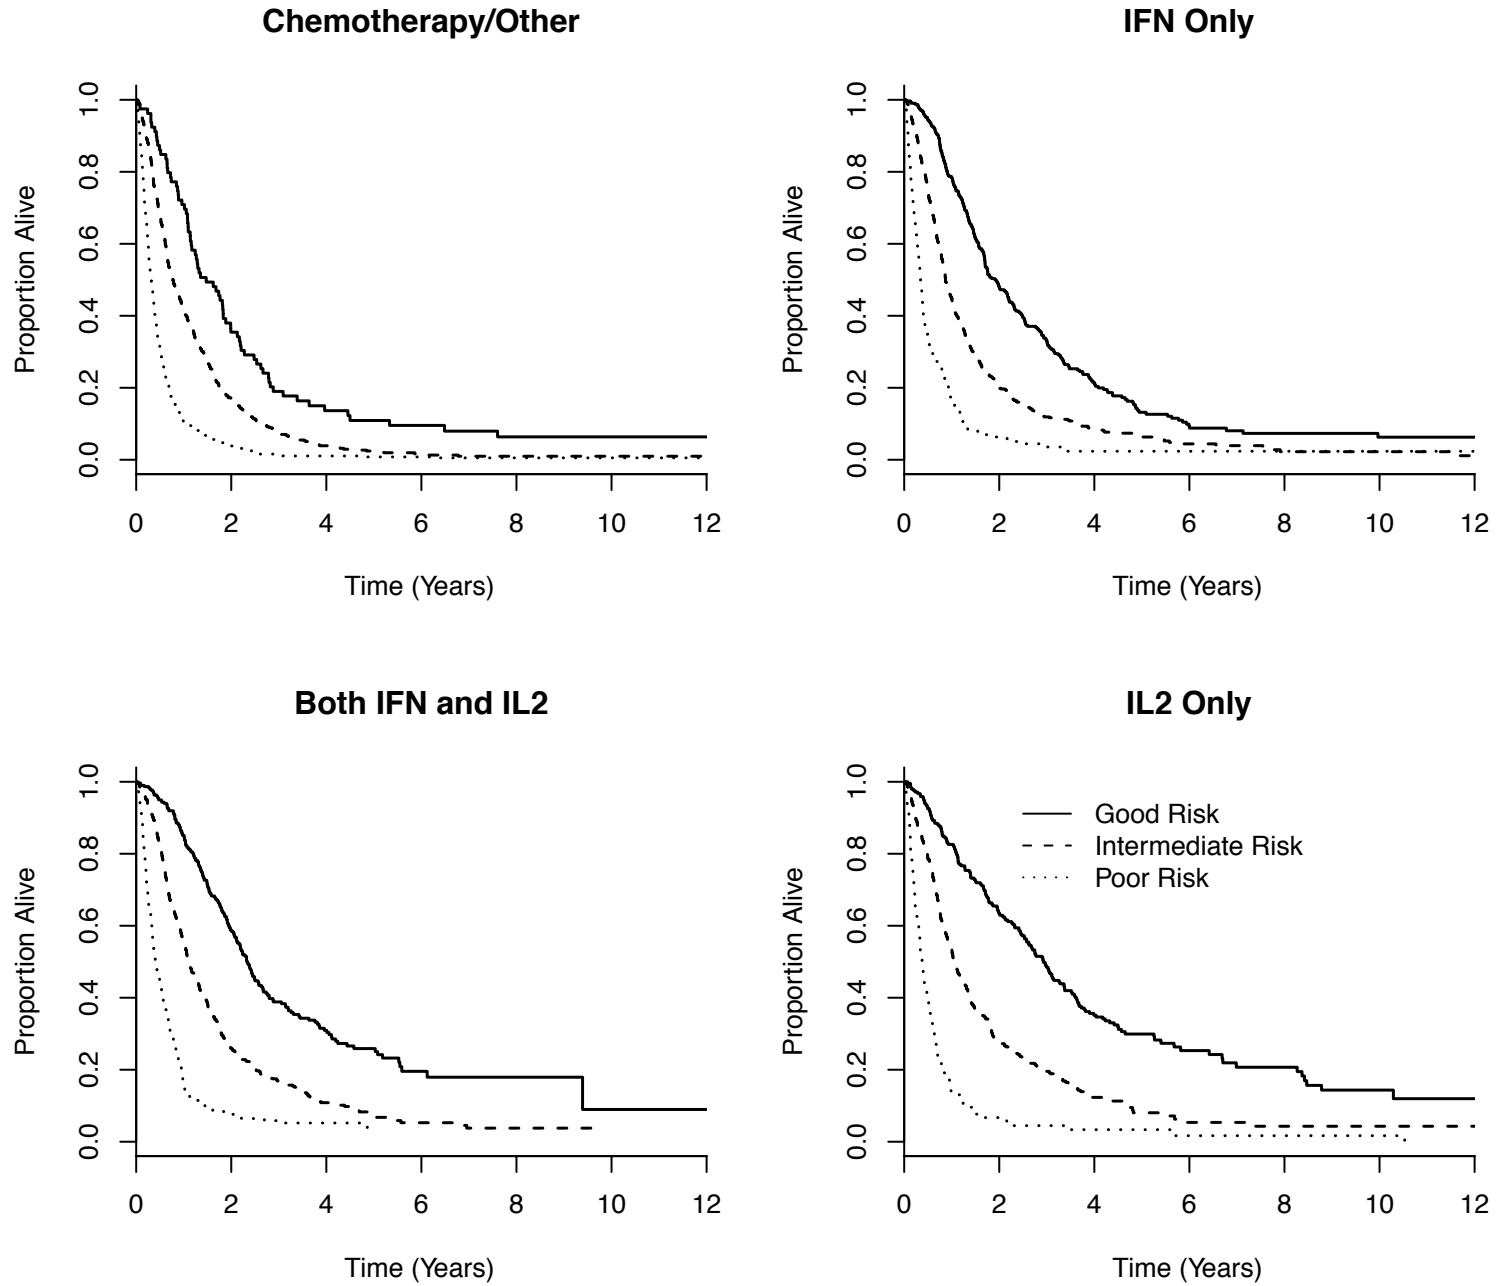 Chemotherapy/Other
Proportion Alive
1.0
0.8
0.6
0.4
0.2
0.0
0 2 4 6 8 10 12
Time (Years)
IFN Only
Proportion Alive
1.0
0.8
0.6
0.4
0.2
0.0
0 2 4 6 8 10 12
Time (Years)
Both IFN and IL2
Proportion Alive
1.0
0.8
0.6
0.4
0.2
0.0
0 2 4 6 8 10 12
Time (Years)
IL2 Only
Proportion Alive
1.0
0.8
0.6
0.4
0.2
0.0
Good Risk
Intermediate Risk
Poor Risk
0 2 4 6 8 10 12
Time (Years)